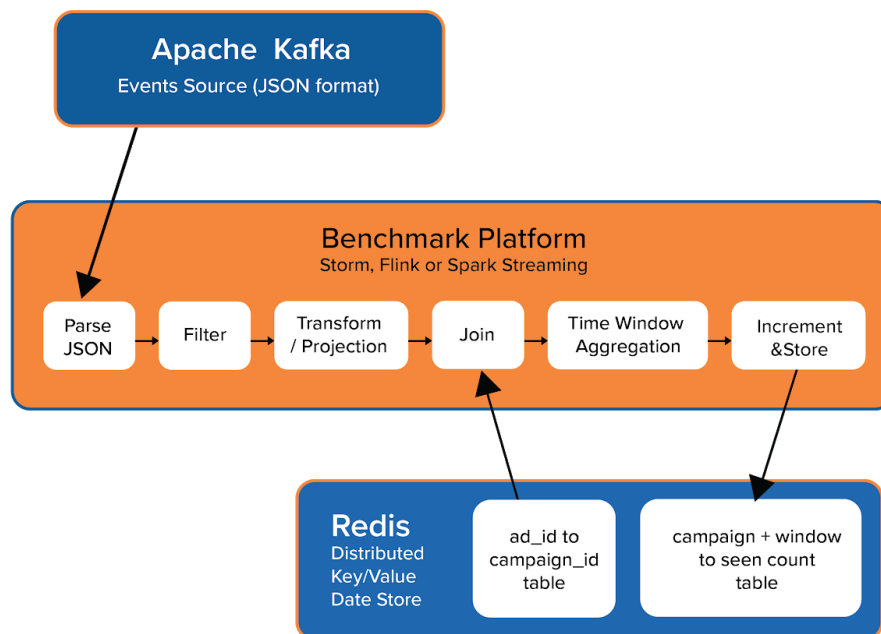 Apache Kafka
Events Source (JSON format)
Benchmark Platform
Storm, Flink or Spark Streaming
Parse
JSON
Filter
Transform
/ Projection
Join
Time Window
Aggregation
Increment
&Store
Redis
Distributed
Key/Value
Date Store
ad_id to
campaign_id
table
campaign + window
to seen count
table